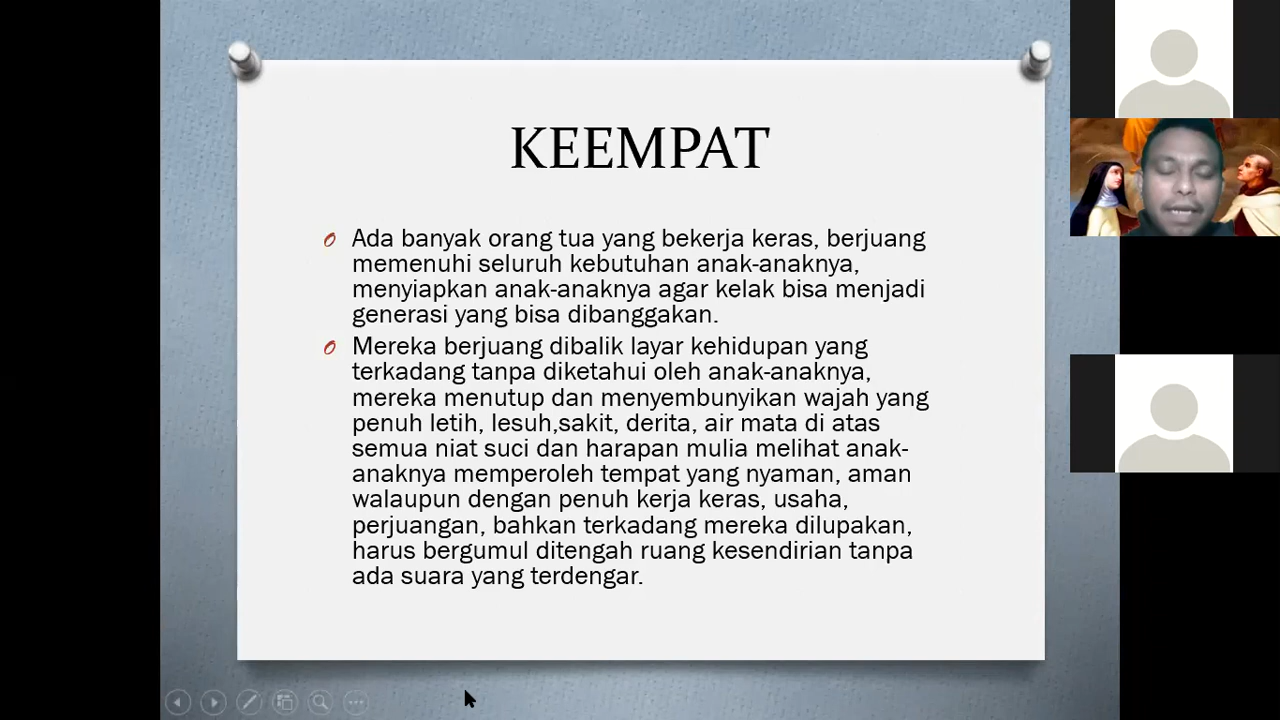 KEEMPAT
Ada banyak orang tua yang bekerja keras, berjuang
memenuhi seluruh kebutuhan anak-anaknya,
menyiapkan anak-anaknya agar kelak bisa menjadi
generasi yang bisa dibanggakan.
Mereka berjuang dibalik layar kehidupan yang
terkadang tanpa diketahui oleh anak-anaknya,
mereka menutup dan menyembunyikan wajah yang
penuh letih, lesuh,sakit, derita, air mata di atas
semua niat suci dan harapan mulia melihat anak-
anaknya memperoleh tempat yang nyaman, aman
walaupun dengan penuh kerja keras, usaha,
perjuangan, bahkan terkadang mereka dilupakan,
harus bergumul ditengah ruang kesendirian tanpa
ada suara yang terdengar.